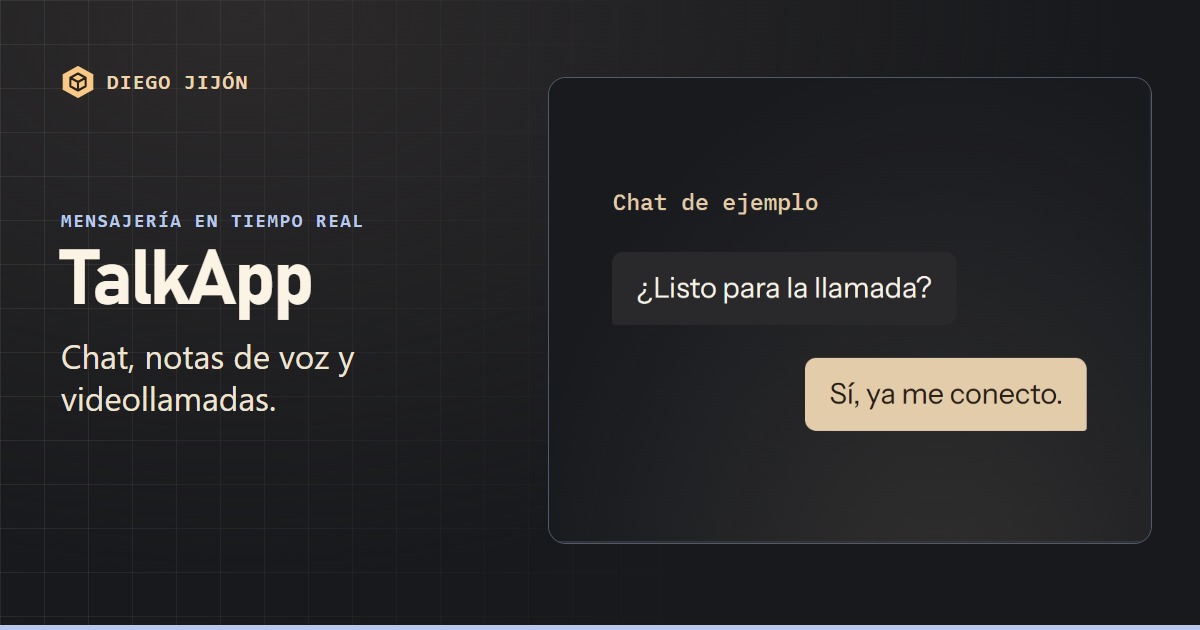 DIEGO JIJÓN
MENSAJERÍA EN TIEMPO REAL
TalkApp
Chat, notas de voz y
videollamadas.
Chat de ejemplo
¿Listo para la llamada?
Sí, ya me conecto.